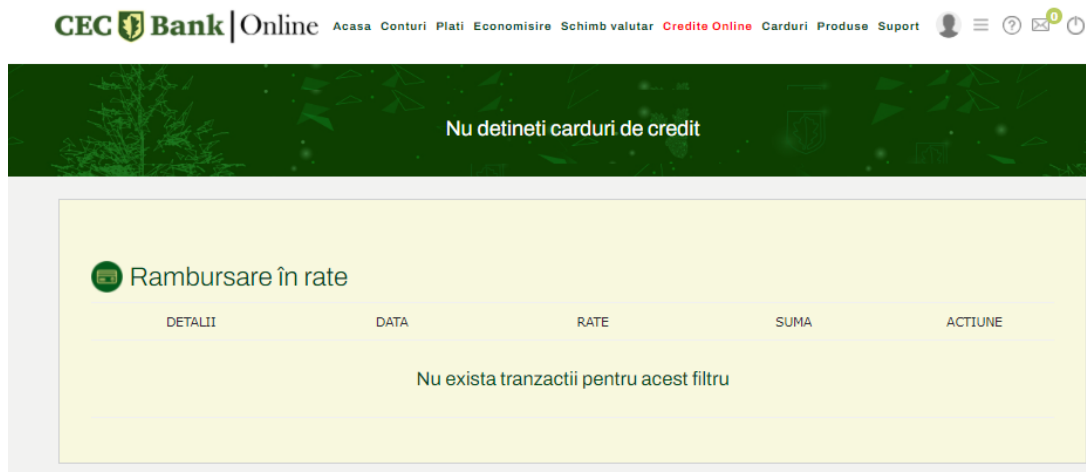 CEC Bank Online Acasa Conturi Plati Economisire Schimb valutar Credite Online Carduri Produse Suport ? 0
Nu detineti carduri de credit
Rambursare în rate
DETALII DATA RATE SUMA ACTIUNE
Nu exista tranzactii pentru acest filtru